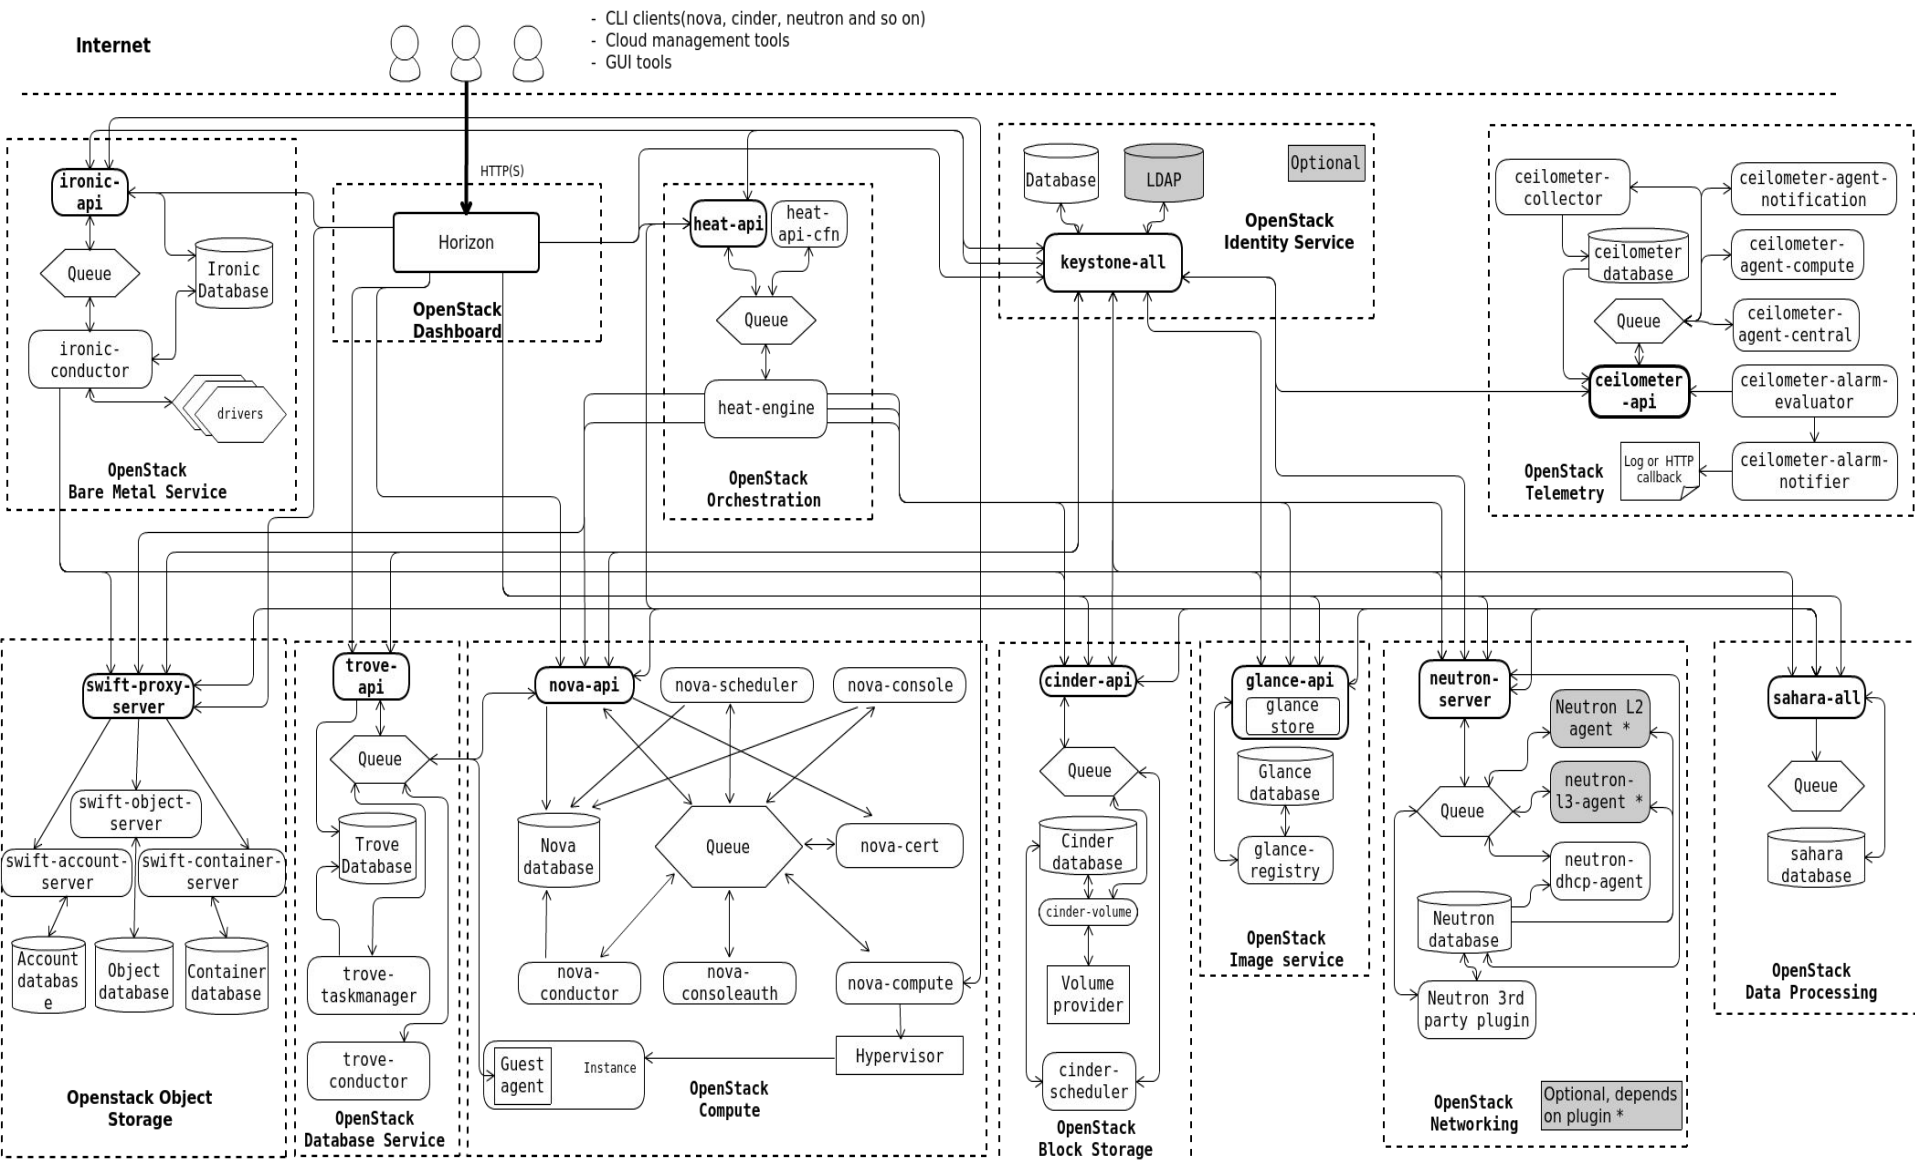 Internet
- CLI clients(nova, cinder, neutron and so on)
- Cloud management tools
- GUI tools
HTTP(S)
ironic-
api
Queue
Ironic
Database
ironic-
conductor
drivers
OpenStack
Bare Metal Service
Horizon
OpenStack
Dashboard
heat-api
heat-
api-cfn
Queue
heat-engine
OpenStack
Orchestration
Database
LDAP
Optional
OpenStack
Identity Service
keystone-all
ceilometer-
collector
ceilometer-agent-
notification
ceilometer
database
ceilometer-
agent-compute
Queue
ceilometer-
agent-central
ceilometer
-api
ceilometer-alarm-
evaluator
Log or HTTP
callback
ceilometer-alarm-
notifier
OpenStack
Telemetry
swift-proxy-
server
swift-object-
server
swift-account-
server
swift-container-
server
Account
databas
e
Object
database
Container
database
Openstack Object
Storage
trove-
api
Queue
Trove
Database
trove-
taskmanager
trove-
conductor
OpenStack
Database Service
nova-api
nova-scheduler
nova-console
Nova
database
Queue
nova-cert
nova-
conductor
nova-
consoleauth
nova-compute
Guest
agent
Instance
Hypervisor
OpenStack
Compute
cinder-api
Queue
Cinder
database
cinder-volume
Volume
provider
cinder-
scheduler
OpenStack
Block Storage
glance-api
glance
store
Glance
database
glance-
registry
OpenStack
Image service
neutron-
server
Neutron L2
agent *
neutron-
l3-agent *
Queue
neutron-
dhcp-agent
Neutron
database
Neutron 3rd
party plugin
OpenStack
Networking
Optional, depends
on plugin *
sahara-all
Queue
sahara
database
OpenStack
Data Processing